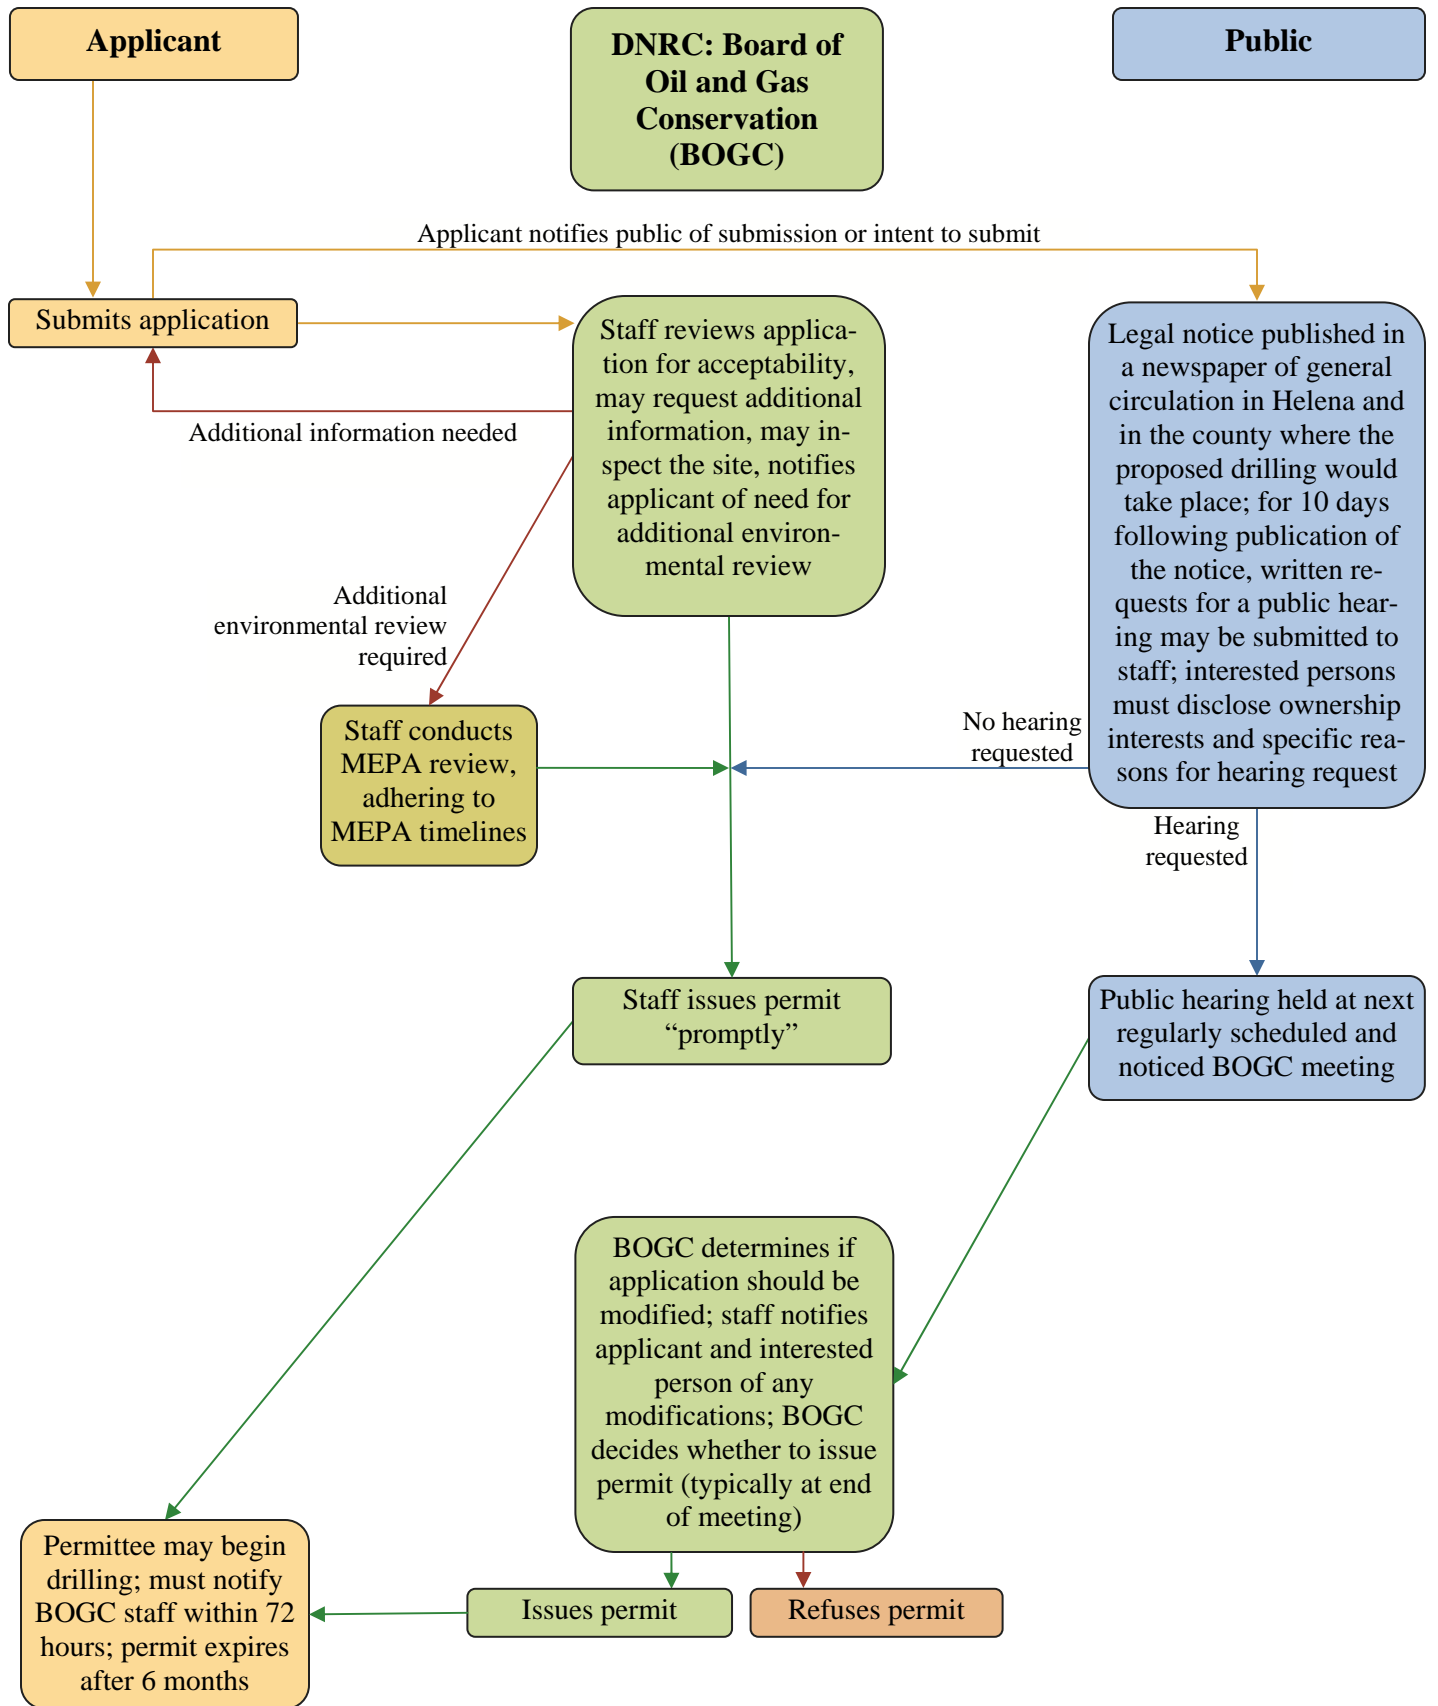 Applicant
DNRC: Board of
Oil and Gas
Conservation
(BOGC)
Public
Applicant notifies public of submission or intent to submit
Submits application
Additional information needed
Staff reviews applica-
tion for acceptability,
may request additional
information, may in-
spect the site, notifies
applicant of need for
additional environ-
mental review
Legal notice published in
a newspaper of general
circulation in Helena and
in the county where the
proposed drilling would
take place; for 10 days
following publication of
the notice, written re-
quests for a public hear-
ing may be submitted to
staff; interested persons
must disclose ownership
interests and specific rea-
sons for hearing request
Additional
environmental review
required
Staff conducts
MEPA review,
adhering to
MEPA timelines
No hearing
requested
Hearing
requested
Staff issues permit
“promptly”
Public hearing held at next
regularly scheduled and
noticed BOGC meeting
BOGC determines if
application should be
modified; staff notifies
applicant and interested
person of any
modifications; BOGC
decides whether to issue
permit (typically at end
of meeting)
Permittee may begin
drilling; must notify
BOGC staff within 72
hours; permit expires
after 6 months
Issues permit
Refuses permit